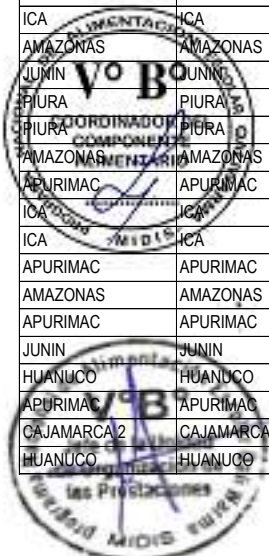 ICA ICA
AMAZONAS AMAZONAS
JUNIN JUNIN
PIURA PIURA
PIURA PIURA
AMAZONAS AMAZONAS
APURIMAC APURIMAC
ICA ICA
ICA ICA
APURIMAC APURIMAC
AMAZONAS AMAZONAS
APURIMAC APURIMAC
JUNIN JUNIN
HUANUCO HUANUCO
APURIMAC APURIMAC
CAJAMARCA 2 CAJAMARCA
HUANUCO HUANUCO
V° B°
COORDINADOR DEL
COMPONENTE
ALIMENTARIO
MIDIS
V° B°
las Prestaciones
MIDIS